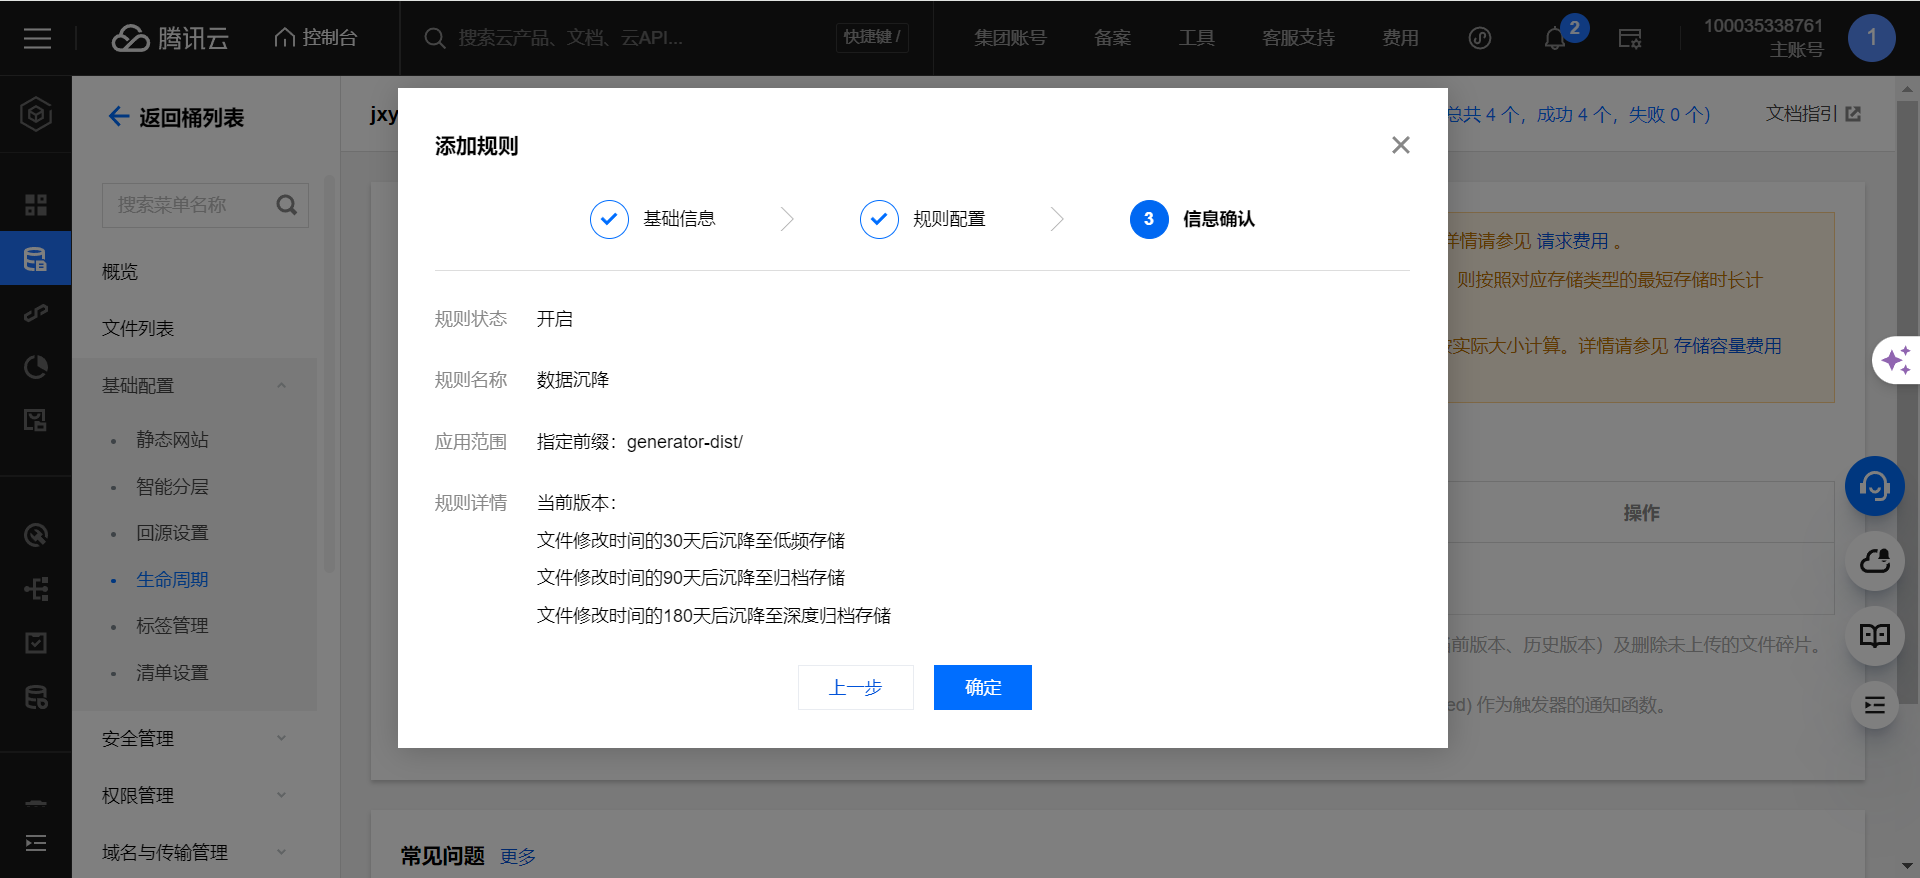 腾讯云
控制台
搜索云产品、文档、云API...
快捷键 /
集团账号
备案
工具
客服支持
费用
2
100035338761
主账号
1
返回桶列表
搜索菜单名称
概览
文件列表
基础配置
静态网站
智能分层
回源设置
生命周期
标签管理
清单设置
安全管理
权限管理
域名与传输管理
jxy
总共 4 个，成功 4 个，失败 0 个)
文档指引
添加规则
基础信息
规则配置
3 信息确认
规则状态 开启
规则名称 数据沉降
应用范围 指定前缀：generator-dist/
规则详情 当前版本：
文件修改时间的30天后沉降至低频存储
文件修改时间的90天后沉降至归档存储
文件修改时间的180天后沉降至深度归档存储
上一步
确定
详情请参见 请求费用 。
则按照对应存储类型的最短存储时长计
实际大小计算。详情请参见 存储容量费用
操作
前版本、历史版本）及删除未上传的文件碎片。
ed) 作为触发器的通知函数。
常见问题 更多